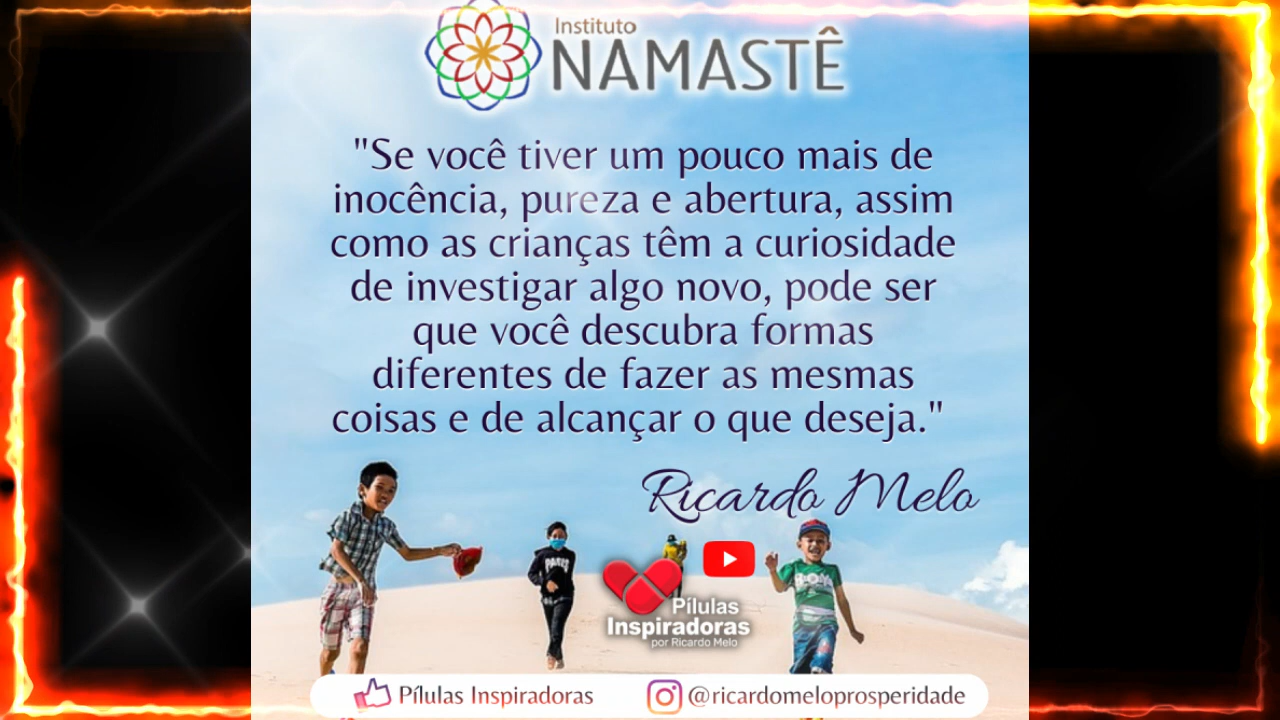 Instituto
NAMASTÊ
"Se você tiver um pouco mais de
inocência, pureza e abertura, assim
como as crianças têm a curiosidade
de investigar algo novo, pode ser
que você descubra formas
diferentes de fazer as mesmas
coisas e de alcançar o que deseja."
Ricardo Melo
PARIS
Pílulas
Inspiradoras
por Ricardo Melo
Pílulas Inspiradoras
@ricardomeloprosperidade